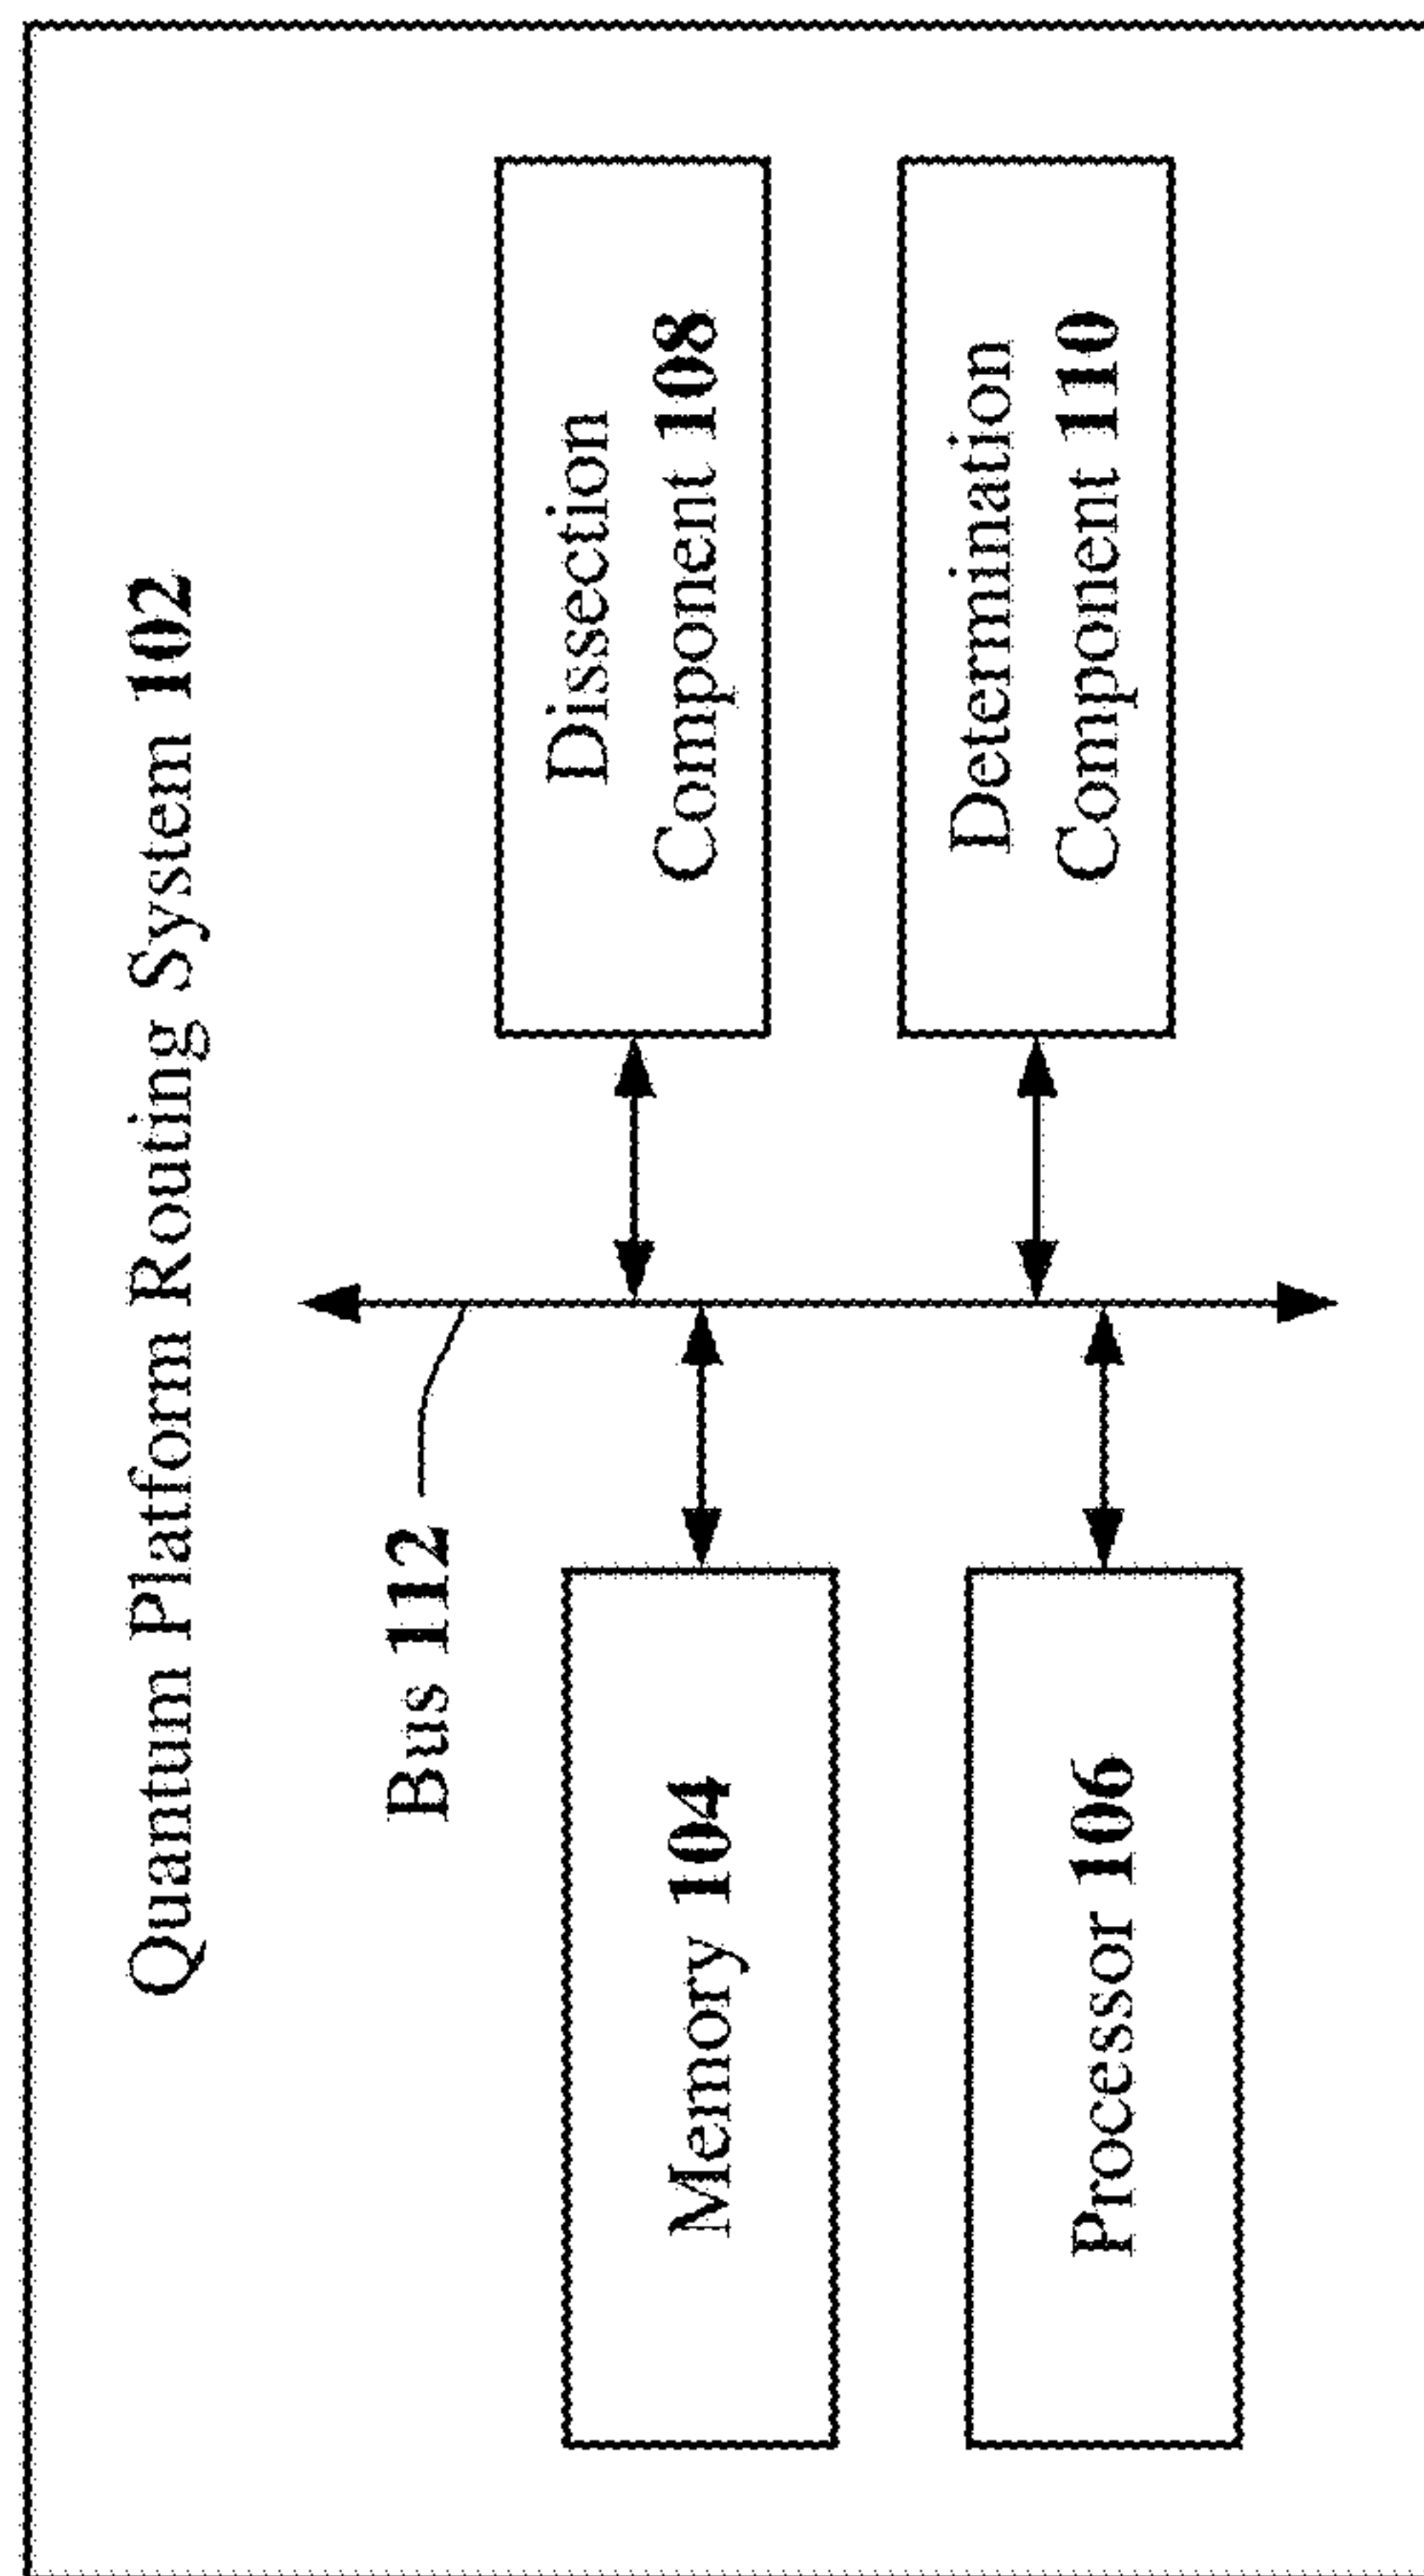 Quantum Platform Routing System 102
Bus 112
Memory 104
Dissection
Component 108
Processor 106
Determination
Component 110